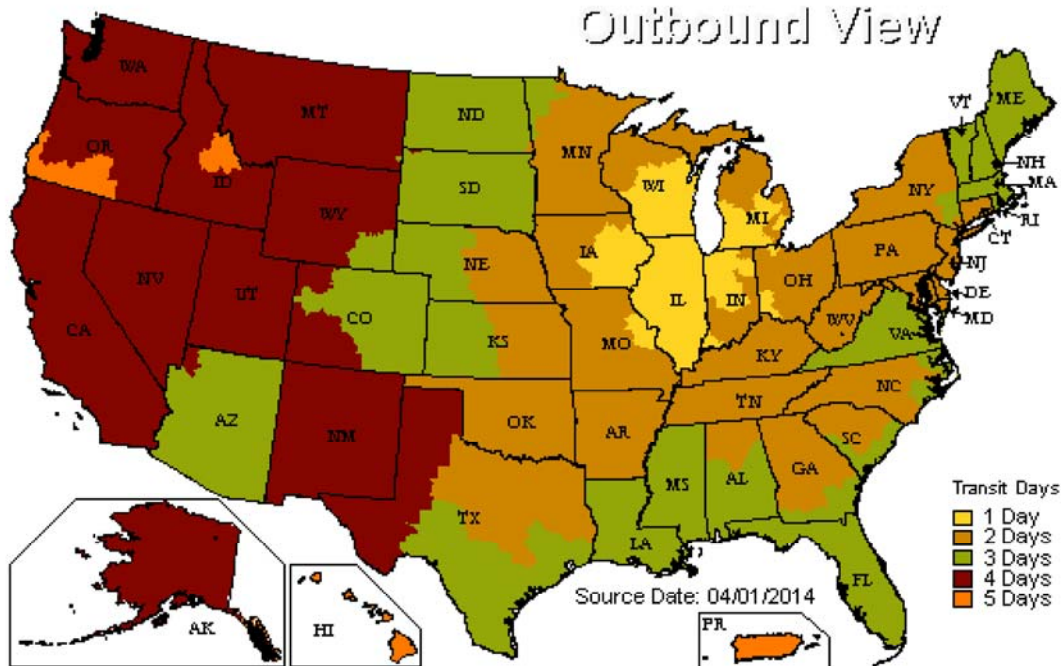 Outbound View
WA
MT
ND
MN
VT
ME
OR
ID
SD
WI
NY
NH
MA
WY
MI
RI
CT
NE
IA
PA
NJ
NV
UT
IL
IN
OH
DE
CA
CO
KS
MO
WV
VA
MD
KY
NC
AZ
NM
OK
AR
TN
SC
TX
MS
AL
GA
LA
FL
Transit Days
1 Day
2 Days
3 Days
4 Days
5 Days
Source Date: 04/01/2014
AK
HI
PR